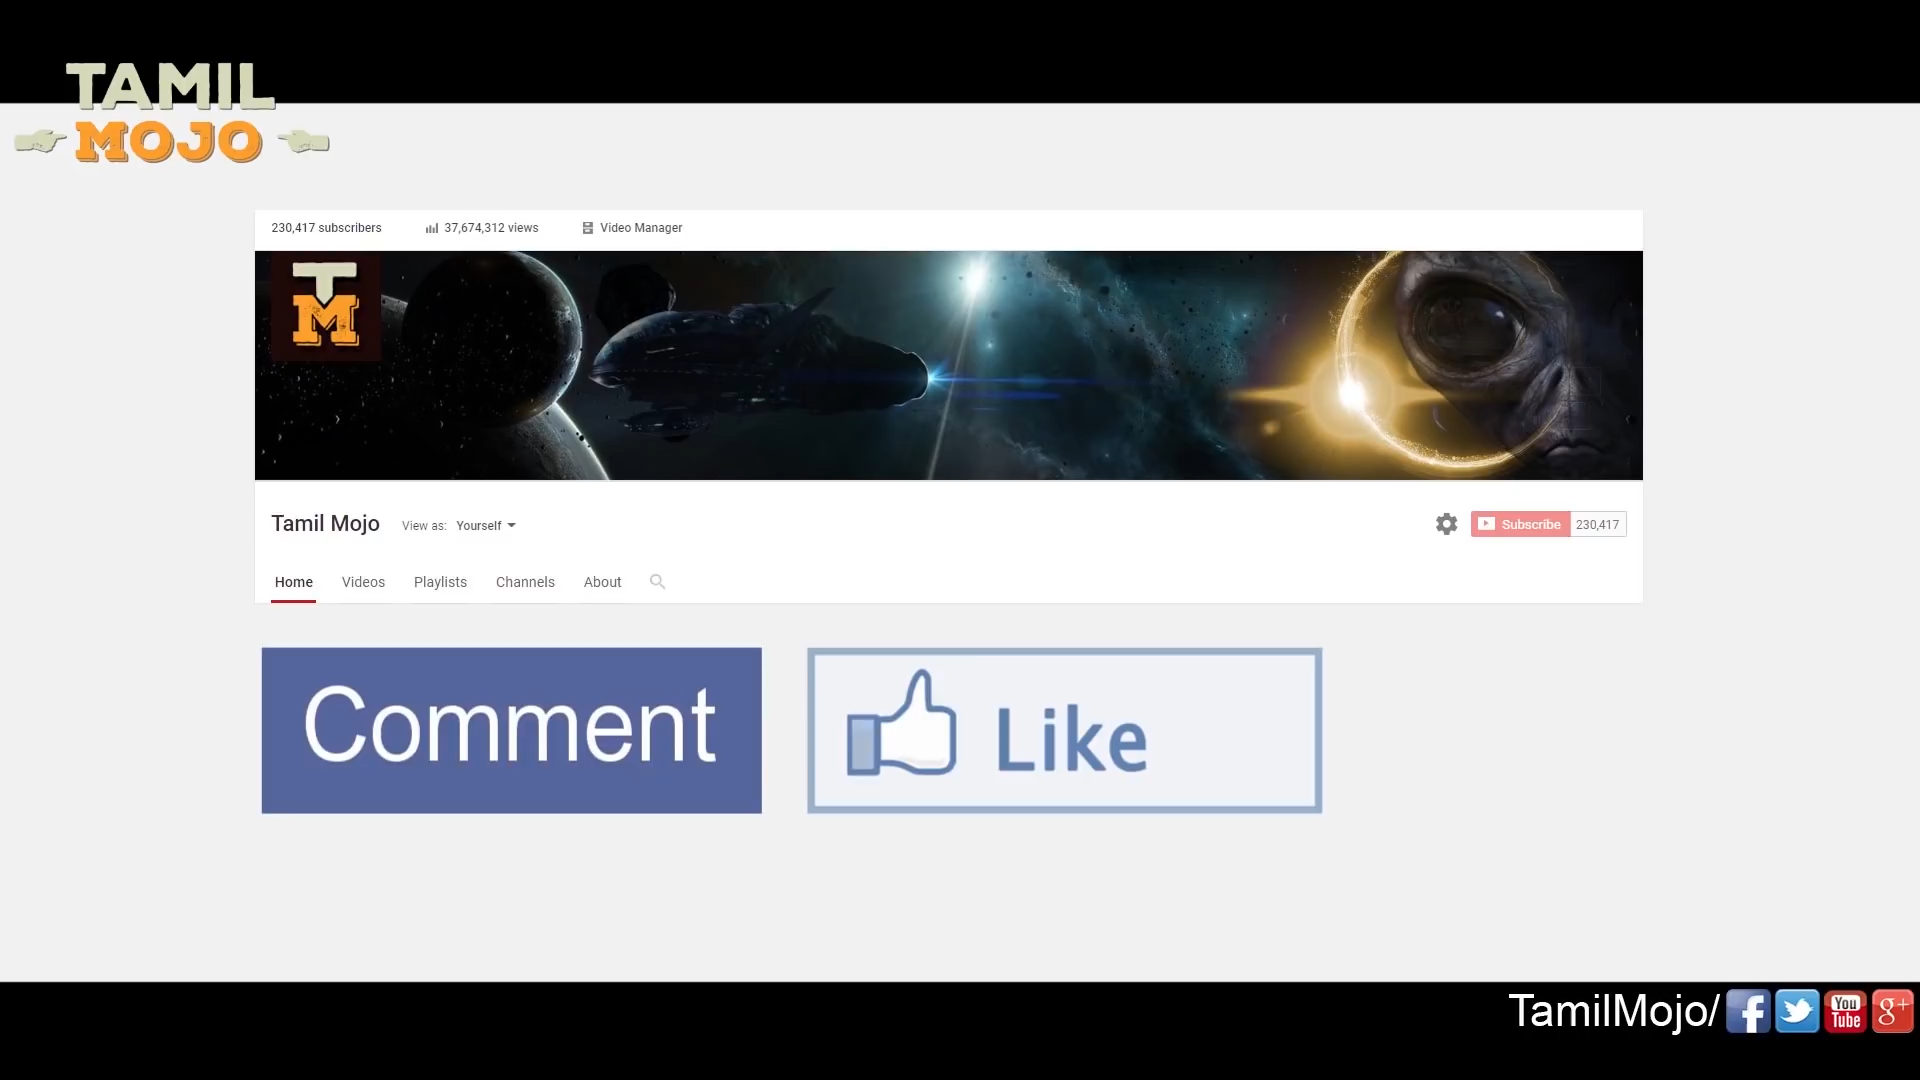 TAMIL
MOJO
230,417 subscribers 37,674,312 views Video Manager
TM
Tamil Mojo View as: Yourself Subscribe 230,417
Home Videos Playlists Channels About
Comment Like
TamilMojo/ f You Tube g+